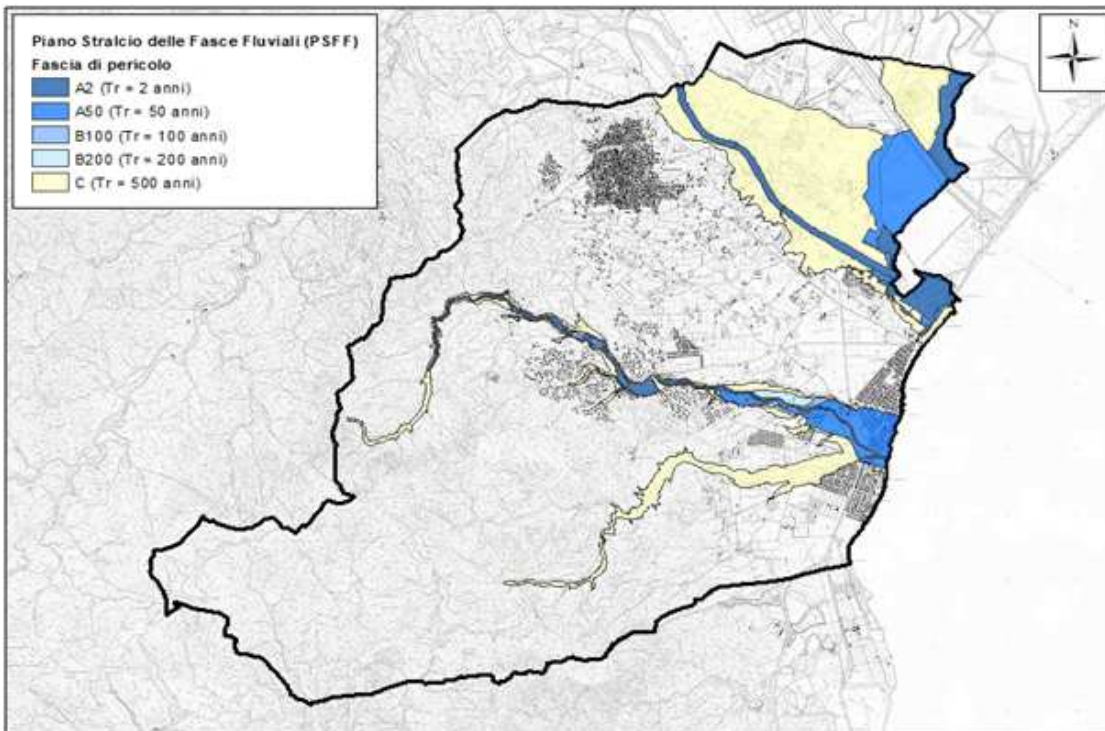 Piano Stralcio delle Fasce Fluviali (PSFF)
Fascia di pericolo
A2 (Tr = 2 anni)
A50 (Tr = 50 anni)
B100 (Tr = 100 anni)
B200 (Tr = 200 anni)
C (Tr = 500 anni)
Z